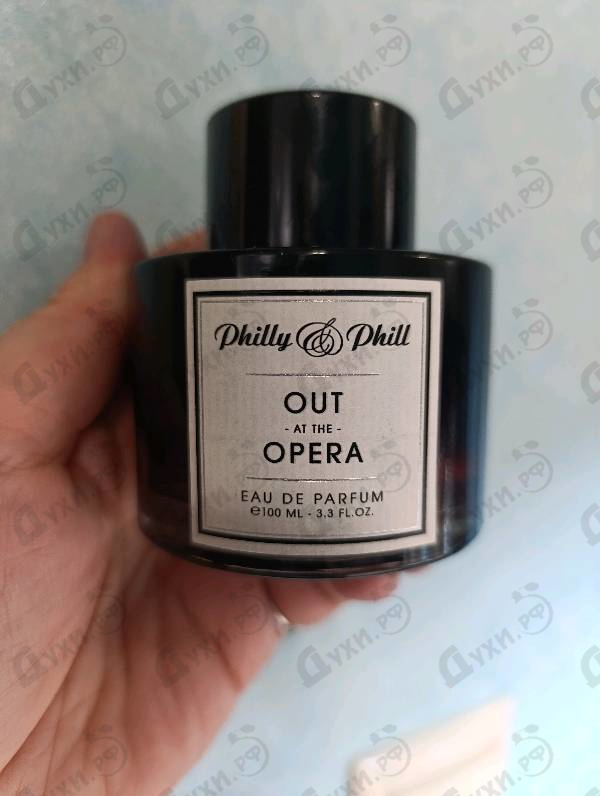 Philly & Phill
OUT
- AT THE -
OPERA
EAU DE PARFUM
℮100 ML - 3.3 FL.OZ.
Духи.рф